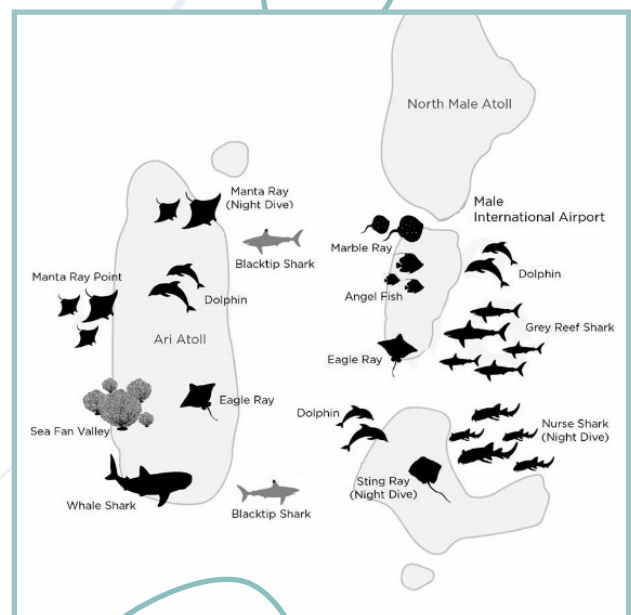 North Male Atoll
Manta Ray
(Night Dive)
Male
International Airport
Blacktip Shark
Marble Ray
Manta Ray Point
Dolphin
Dolphin
Angel Fish
Grey Reef Shark
Ari Atoll
Eagle Ray
Eagle Ray
Dolphin
Sea Fan Valley
Nurse Shark
(Night Dive)
Whale Shark
Blacktip Shark
Sting Ray
(Night Dive)